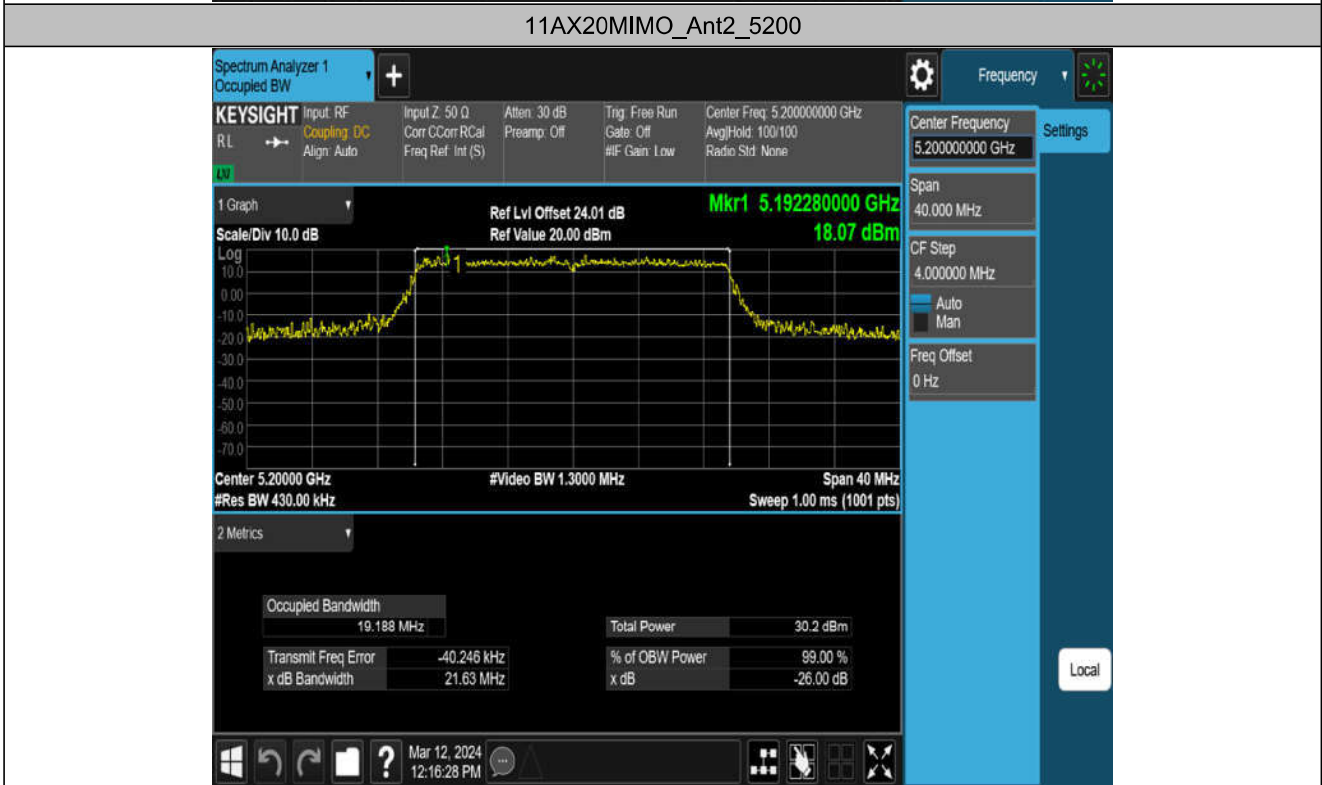 11AX20MIMO_Ant2_5200
Spectrum Analyzer 1
Occupied BW
+
Frequency
KEYSIGHT
RL
LXI
Input: RF
Coupling: DC
Align: Auto
Input Z: 50 Ω
Corr CCorr RCal
Freq Ref: Int (S)
Atten: 30 dB
Preamp: Off
Trig: Free Run
Gate: Off
#IF Gain: Low
Center Freq: 5.200000000 GHz
Avg|Hold: 100/100
Radio Std: None
Center Frequency
5.200000000 GHz
Settings
Span
40.000 MHz
CF Step
4.000000 MHz
Auto
Man
Freq Offset
0 Hz
Local
1 Graph
Scale/Div 10.0 dB
Ref Lvl Offset 24.01 dB
Ref Value 20.00 dBm
Mkr1 5.192280000 GHz
18.07 dBm
Log
10.0
0.00
-10.0
-20.0
-30.0
-40.0
-50.0
-60.0
-70.0
1
Center 5.20000 GHz
#Video BW 1.3000 MHz
Span 40 MHz
#Res BW 430.00 kHz
Sweep 1.00 ms (1001 pts)
2 Metrics
Occupied Bandwidth
19.188 MHz
Total Power 30.2 dBm
Transmit Freq Error -40.246 kHz
% of OBW Power 99.00 %
x dB Bandwidth 21.63 MHz
x dB -26.00 dB
?
Mar 12, 2024
12:16:28 PM